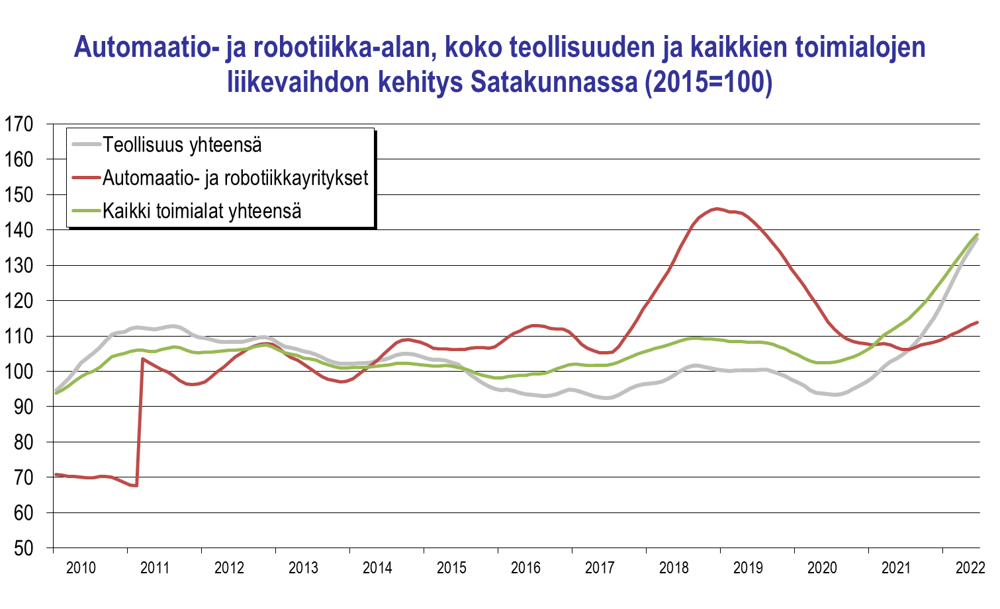 Automaatio- ja robotiikka-alan, koko teollisuuden ja kaikkien toimialojen
liikevaihdon kehitys Satakunnassa (2015=100)
170
160
150
140
130
120
110
100
90
80
70
60
50
Teollisuus yhteensä
Automaatio- ja robotiikkayritykset
Kaikki toimialat yhteensä
2010 2011 2012 2013 2014 2015 2016 2017 2018 2019 2020 2021 2022